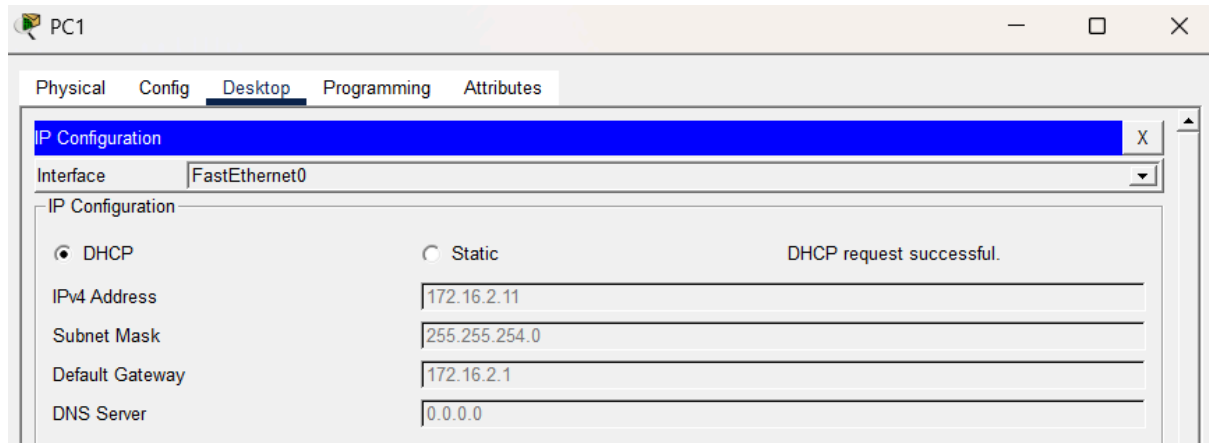 PC1
Physical Config Desktop Programming Attributes
IP Configuration X
Interface FastEthernet0
IP Configuration
DHCP Static DHCP request successful.
IPv4 Address 172.16.2.11
Subnet Mask 255.255.254.0
Default Gateway 172.16.2.1
DNS Server 0.0.0.0